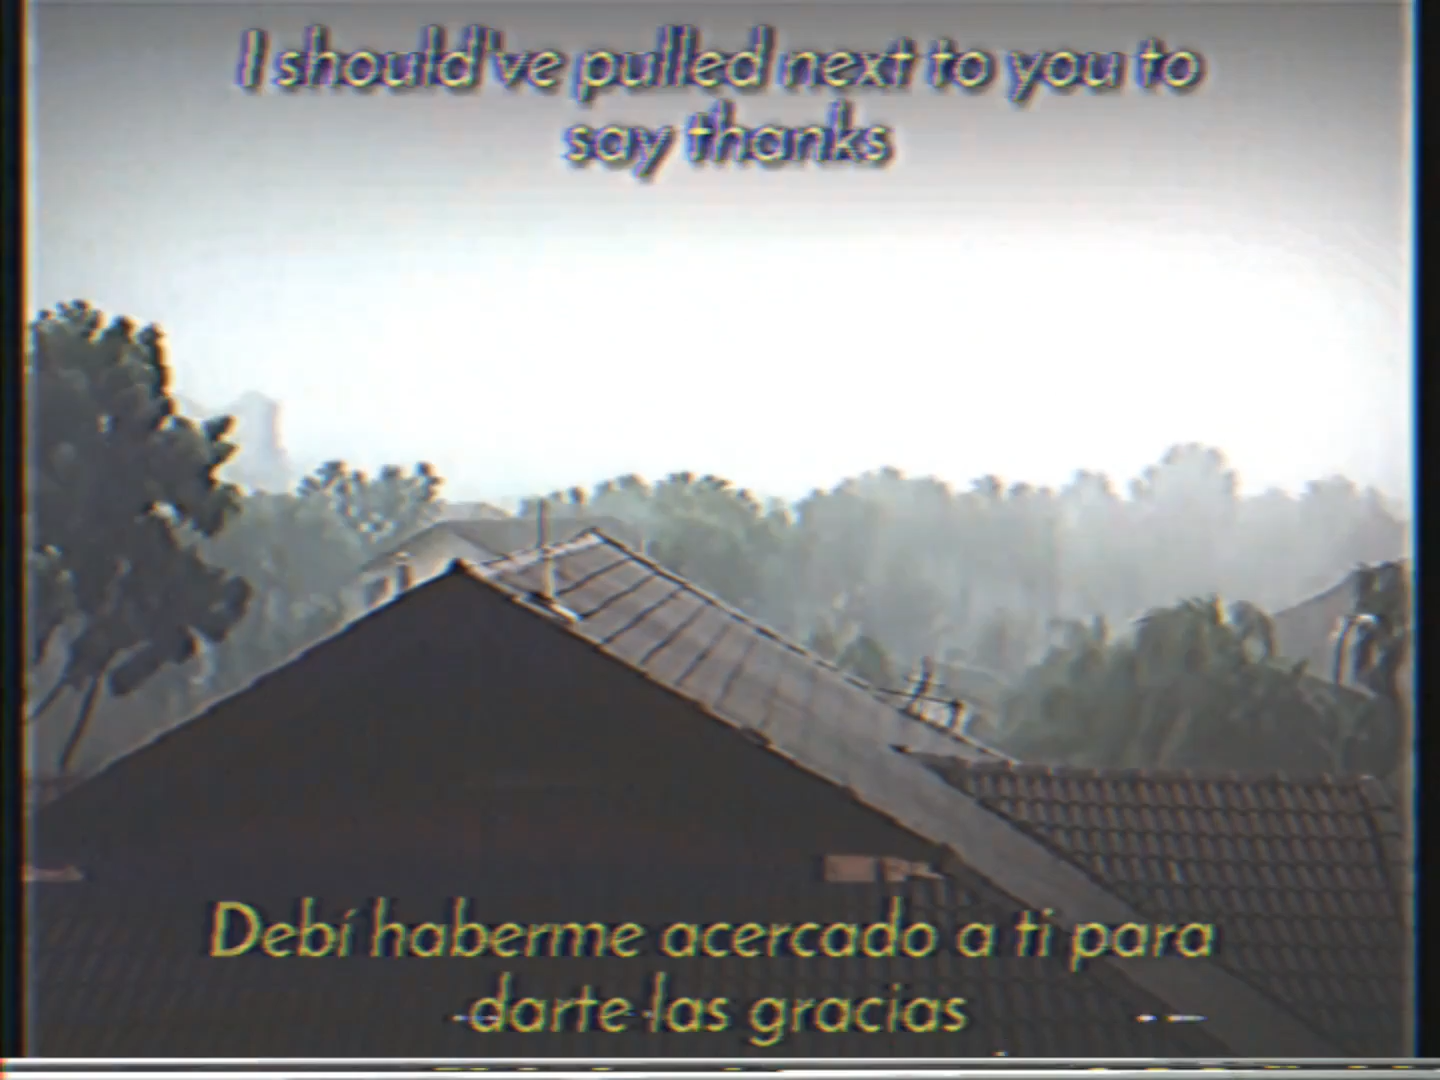 I should've pulled next to you to
say thanks
Debí haberme acercado a ti para
darte las gracias